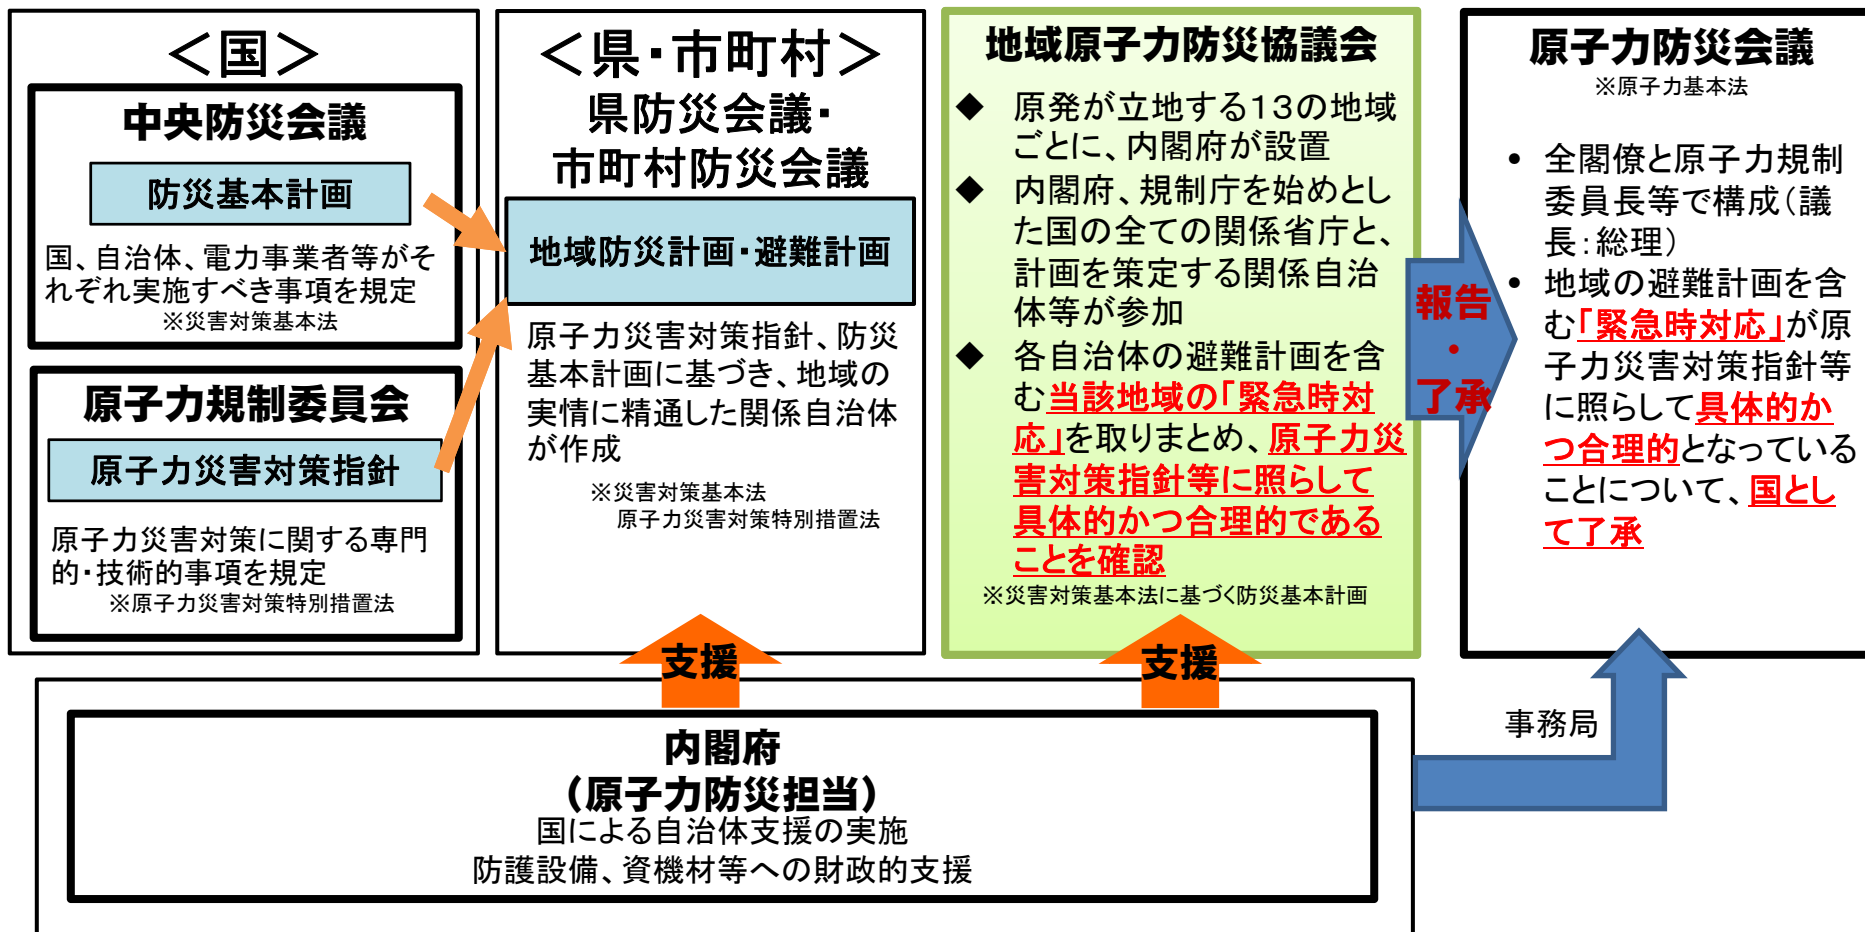 ＜国＞
中央防災会議
防災基本計画
国、自治体、電力事業者等がそ
れぞれ実施すべき事項を規定
※災害対策基本法
原子力規制委員会
原子力災害対策指針
原子力災害対策に関する専門
的・技術的事項を規定
※原子力災害対策特別措置法
＜県・市町村＞
県防災会議・
市町村防災会議
地域防災計画・避難計画
原子力災害対策指針、防災
基本計画に基づき、地域の
実情に精通した関係自治体
が作成
※災害対策基本法
原子力災害対策特別措置法
地域原子力防災協議会
◆ 原発が立地する13の地域
ごとに、内閣府が設置
◆ 内閣府、規制庁を始めとし
た国の全ての関係省庁と、
計画を策定する関係自治
体等が参加
◆ 各自治体の避難計画を含
む当該地域の「緊急時対
応」を取りまとめ、原子力災
害対策指針等に照らして
具体的かつ合理的である
ことを確認
※災害対策基本法に基づく防災基本計画
報告
・
了承
原子力防災会議
※原子力基本法
• 全閣僚と原子力規制
委員長等で構成（議
長：総理）
• 地域の避難計画を含
む「緊急時対応」が原
子力災害対策指針等
に照らして具体的か
つ合理的となっている
ことについて、国とし
て了承
支援
支援
内閣府
（原子力防災担当）
国による自治体支援の実施
防護設備、資機材等への財政的支援
事務局